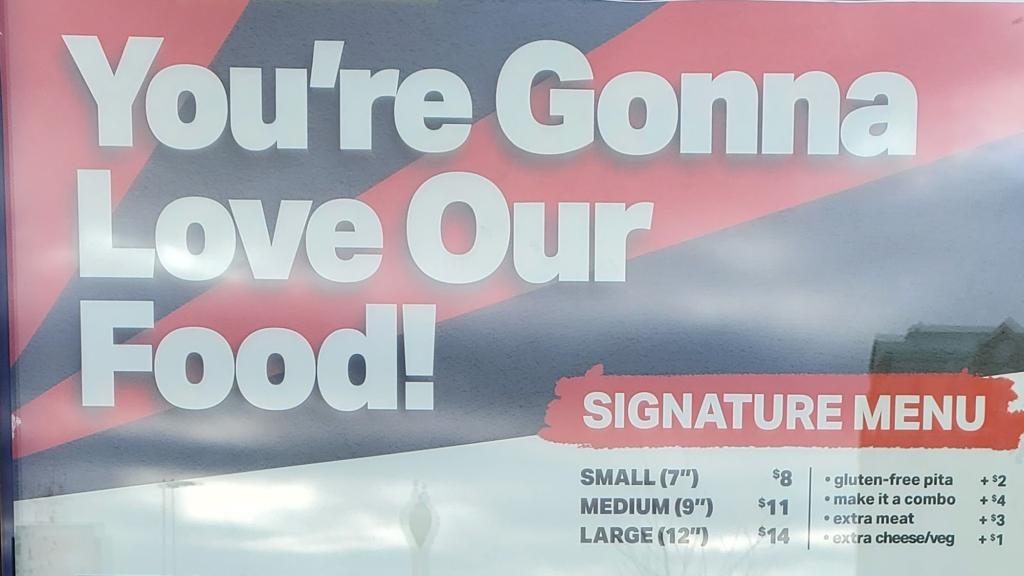 You're Gonna
Love Our
Food!
SIGNATURE MENU
SMALL (7") $8
MEDIUM (9") $11
LARGE (12") $14
• gluten-free pita + $2
• make it a combo + $4
• extra meat + $3
• extra cheese/veg + $1